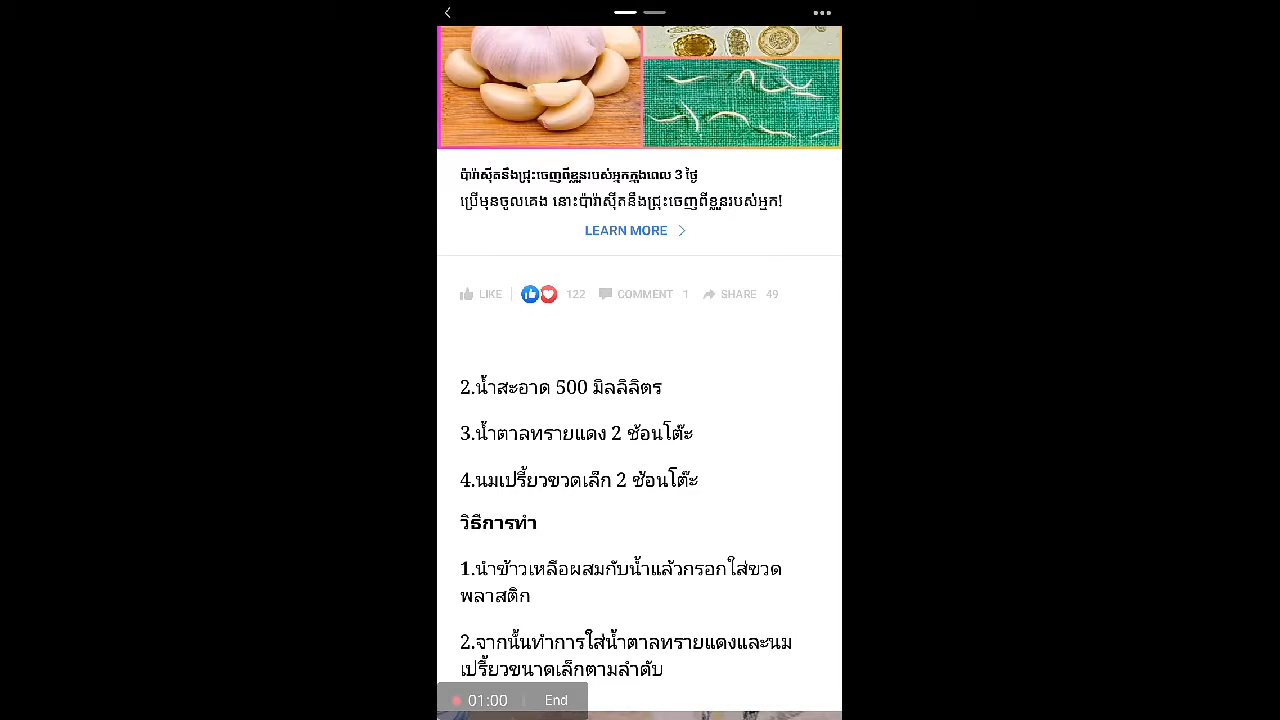 ប៉ារ៉ាស៊ីតនឹងជ្រុះចេញពីខ្លួនរបស់អ្នកក្នុងពេល 3 ថ្ងៃ
ប្រើមុនចូលគេង នោះប៉ារ៉ាស៊ីតនឹងជ្រុះចេញពីខ្លួនរបស់អ្នក!
LEARN MORE
LIKE 122 COMMENT 1 SHARE 49
2.น้ำสะอาด 500 มิลลิลิตร
3.น้ำตาลทรายแดง 2 ช้อนโต๊ะ
4.นมเปรี้ยวขวดเล็ก 2 ช้อนโต๊ะ
วิธีการทำ
1.นำข้าวเหลือผสมกับน้ำแล้วกรอกใส่ขวด
พลาสติก
2.จากนั้นทำการใส่น้ำตาลทรายแดงและนม
เปรี้ยวขนาดเล็กตามลำดับ
01:00 End